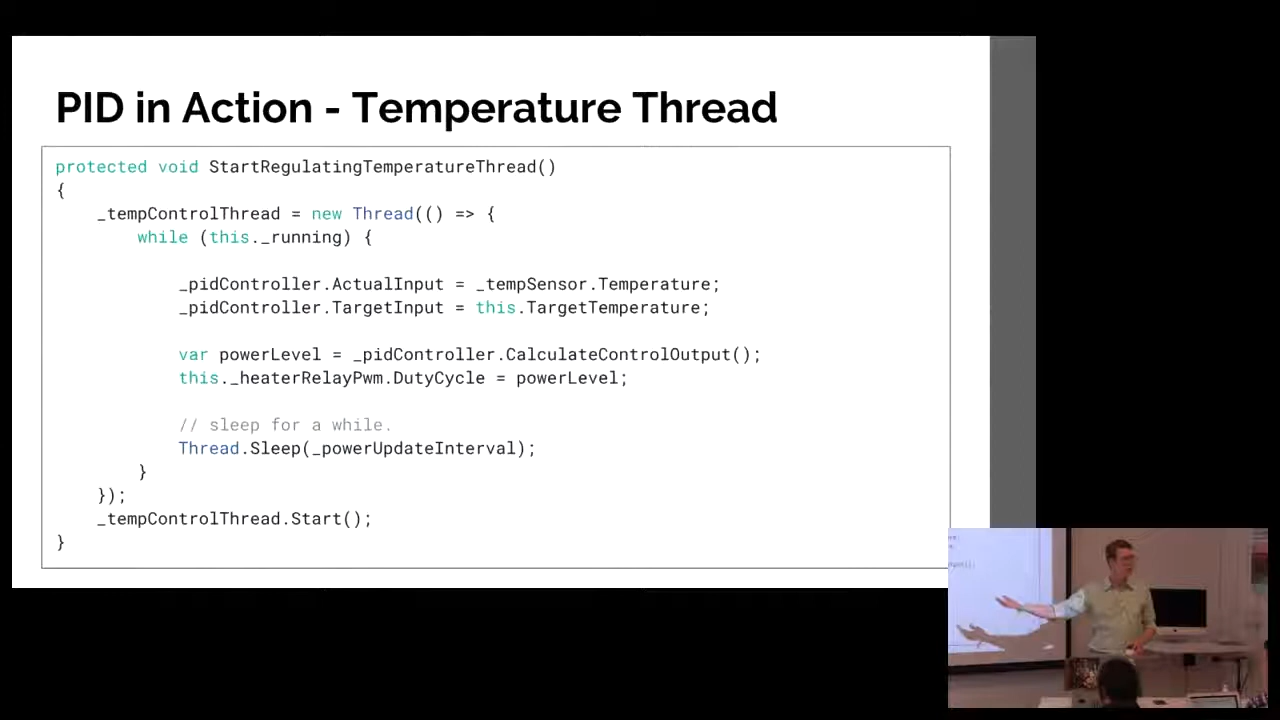 PID in Action - Temperature Thread
protected void StartRegulatingTemperatureThread()
{
_tempControlThread = new Thread(() => {
while (this._running) {
_pidController.ActualInput = _tempSensor.Temperature;
_pidController.TargetInput = this.TargetTemperature;
var powerLevel = _pidController.CalculateControlOutput();
this._heaterRelayPwm.DutyCycle = powerLevel;
// sleep for a while.
Thread.Sleep(_powerUpdateInterval);
}
});
_tempControlThread.Start();
}